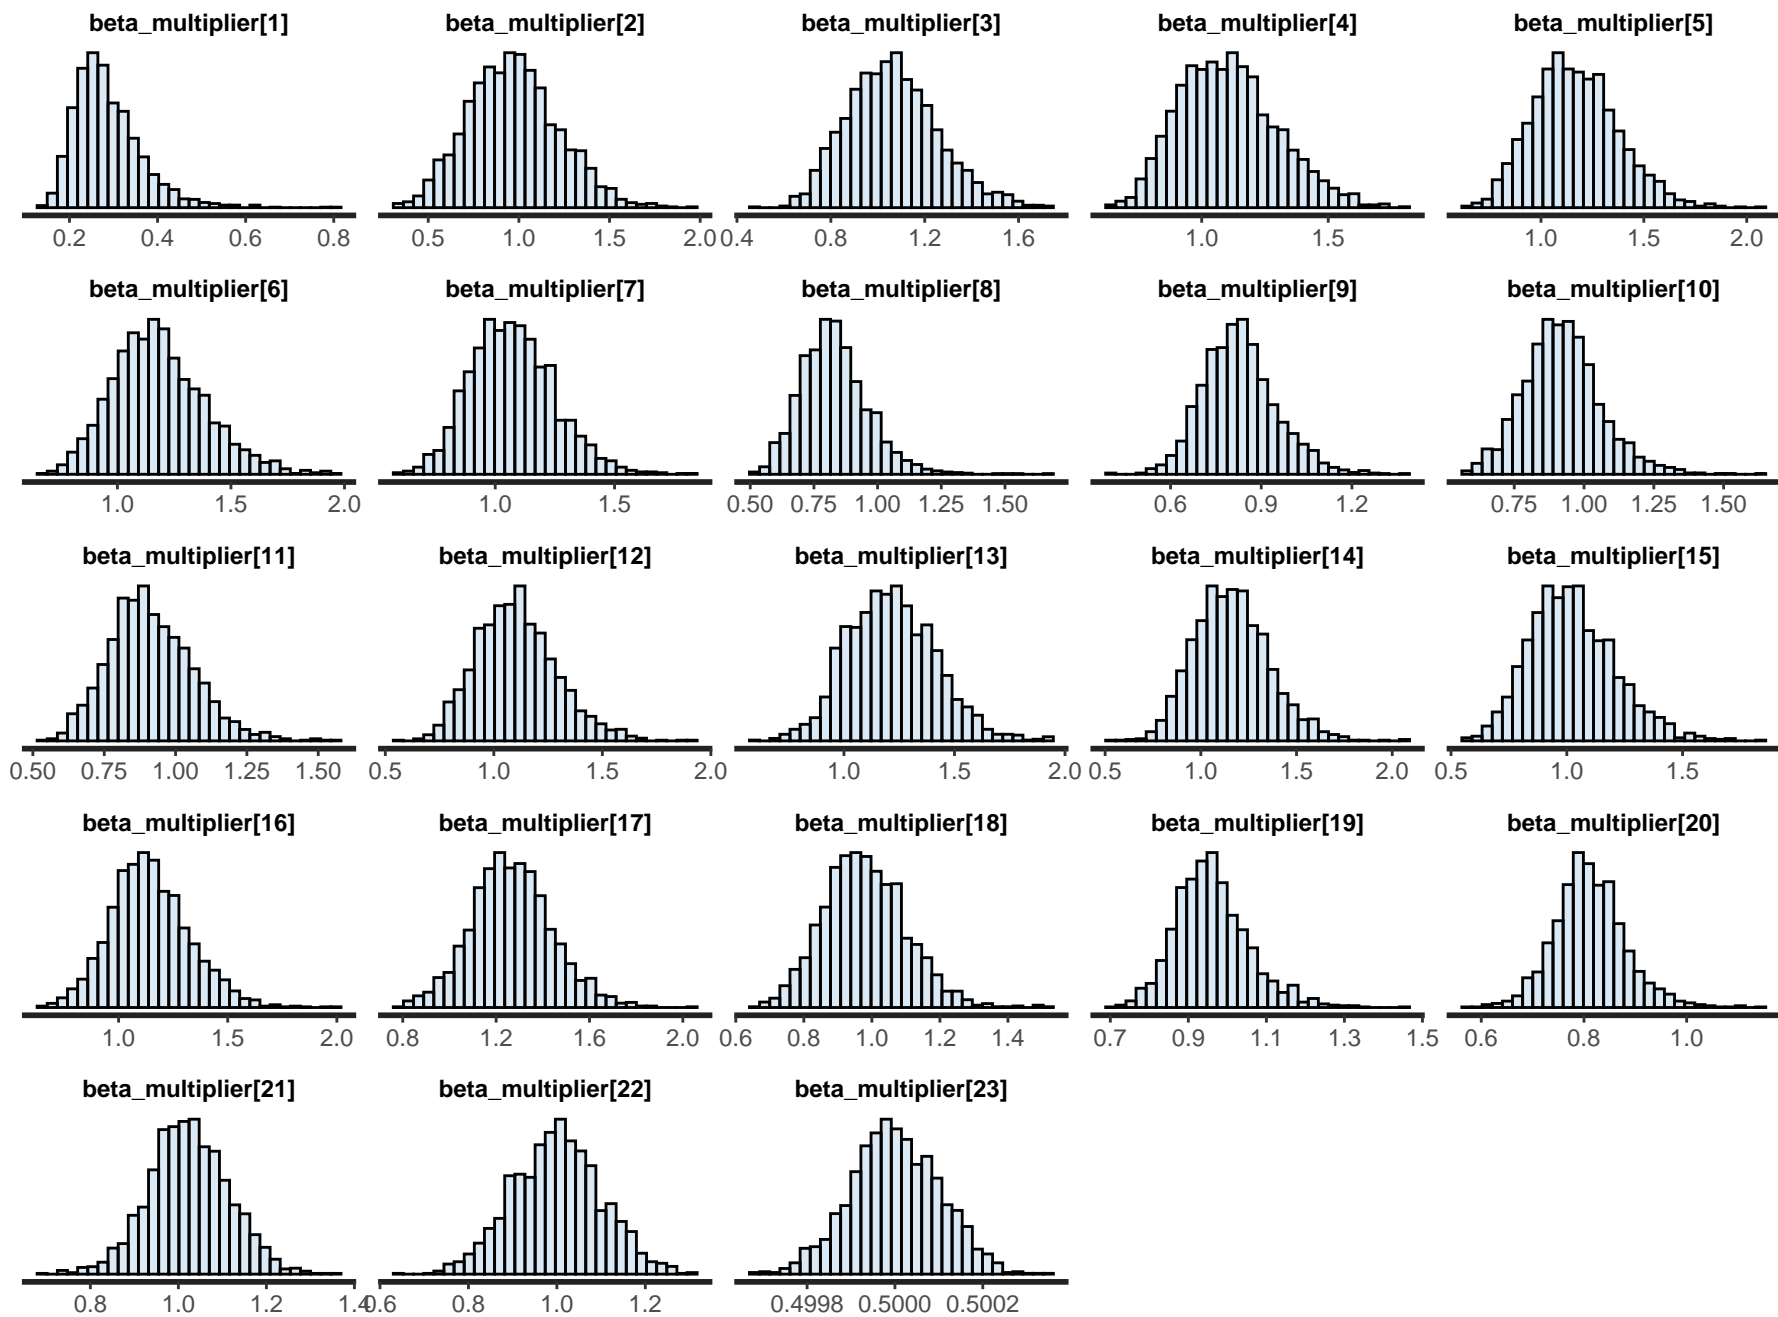 beta_multiplier[1] beta_multiplier[2] beta_multiplier[3] beta_multiplier[4] beta_multiplier[5]
0.2 0.4 0.6 0.8 0.5 1.0 1.5 2.0 0.4 0.8 1.2 1.6 1.0 1.5 1.0 1.5 2.0
beta_multiplier[6] beta_multiplier[7] beta_multiplier[8] beta_multiplier[9] beta_multiplier[10]
1.0 1.5 2.0 1.0 1.5 0.50 0.75 1.00 1.25 1.50 0.6 0.9 1.2 0.75 1.00 1.25 1.50
beta_multiplier[11] beta_multiplier[12] beta_multiplier[13] beta_multiplier[14] beta_multiplier[15]
0.50 0.75 1.00 1.25 1.50 0.5 1.0 1.5 2.0 1.0 1.5 2.0 0.5 1.0 1.5 2.0 0.5 1.0 1.5
beta_multiplier[16] beta_multiplier[17] beta_multiplier[18] beta_multiplier[19] beta_multiplier[20]
1.0 1.5 2.0 0.8 1.2 1.6 2.0 0.6 0.8 1.0 1.2 1.4 0.7 0.9 1.1 1.3 1.5 0.6 0.8 1.0
beta_multiplier[21] beta_multiplier[22] beta_multiplier[23]
0.8 1.0 1.2 1.4 0.6 0.8 1.0 1.2 0.4998 0.5000 0.5002